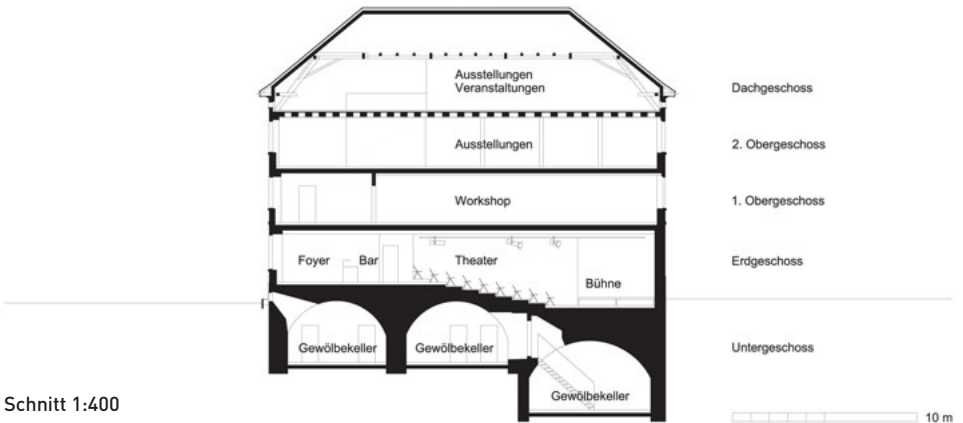 Ausstellungen
Veranstaltungen
Dachgeschoss
Ausstellungen
2. Obergeschoss
Workshop
1. Obergeschoss
Foyer Bar Theater Bühne
Erdgeschoss
Gewölbekeller Gewölbekeller
Untergeschoss
Gewölbekeller
Schnitt 1:400
10 m